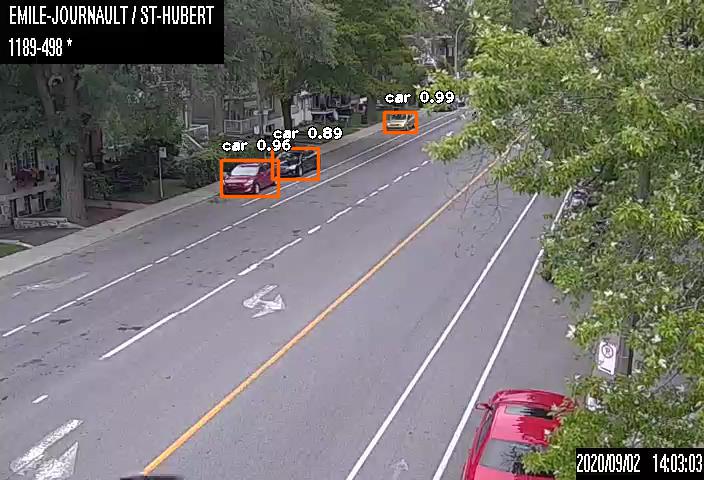 EMILE-JOURNAULT / ST-HUBERT
1189-498 *
car 0.99
car 0.89
car 0.96
2020/09/02 14:03:03